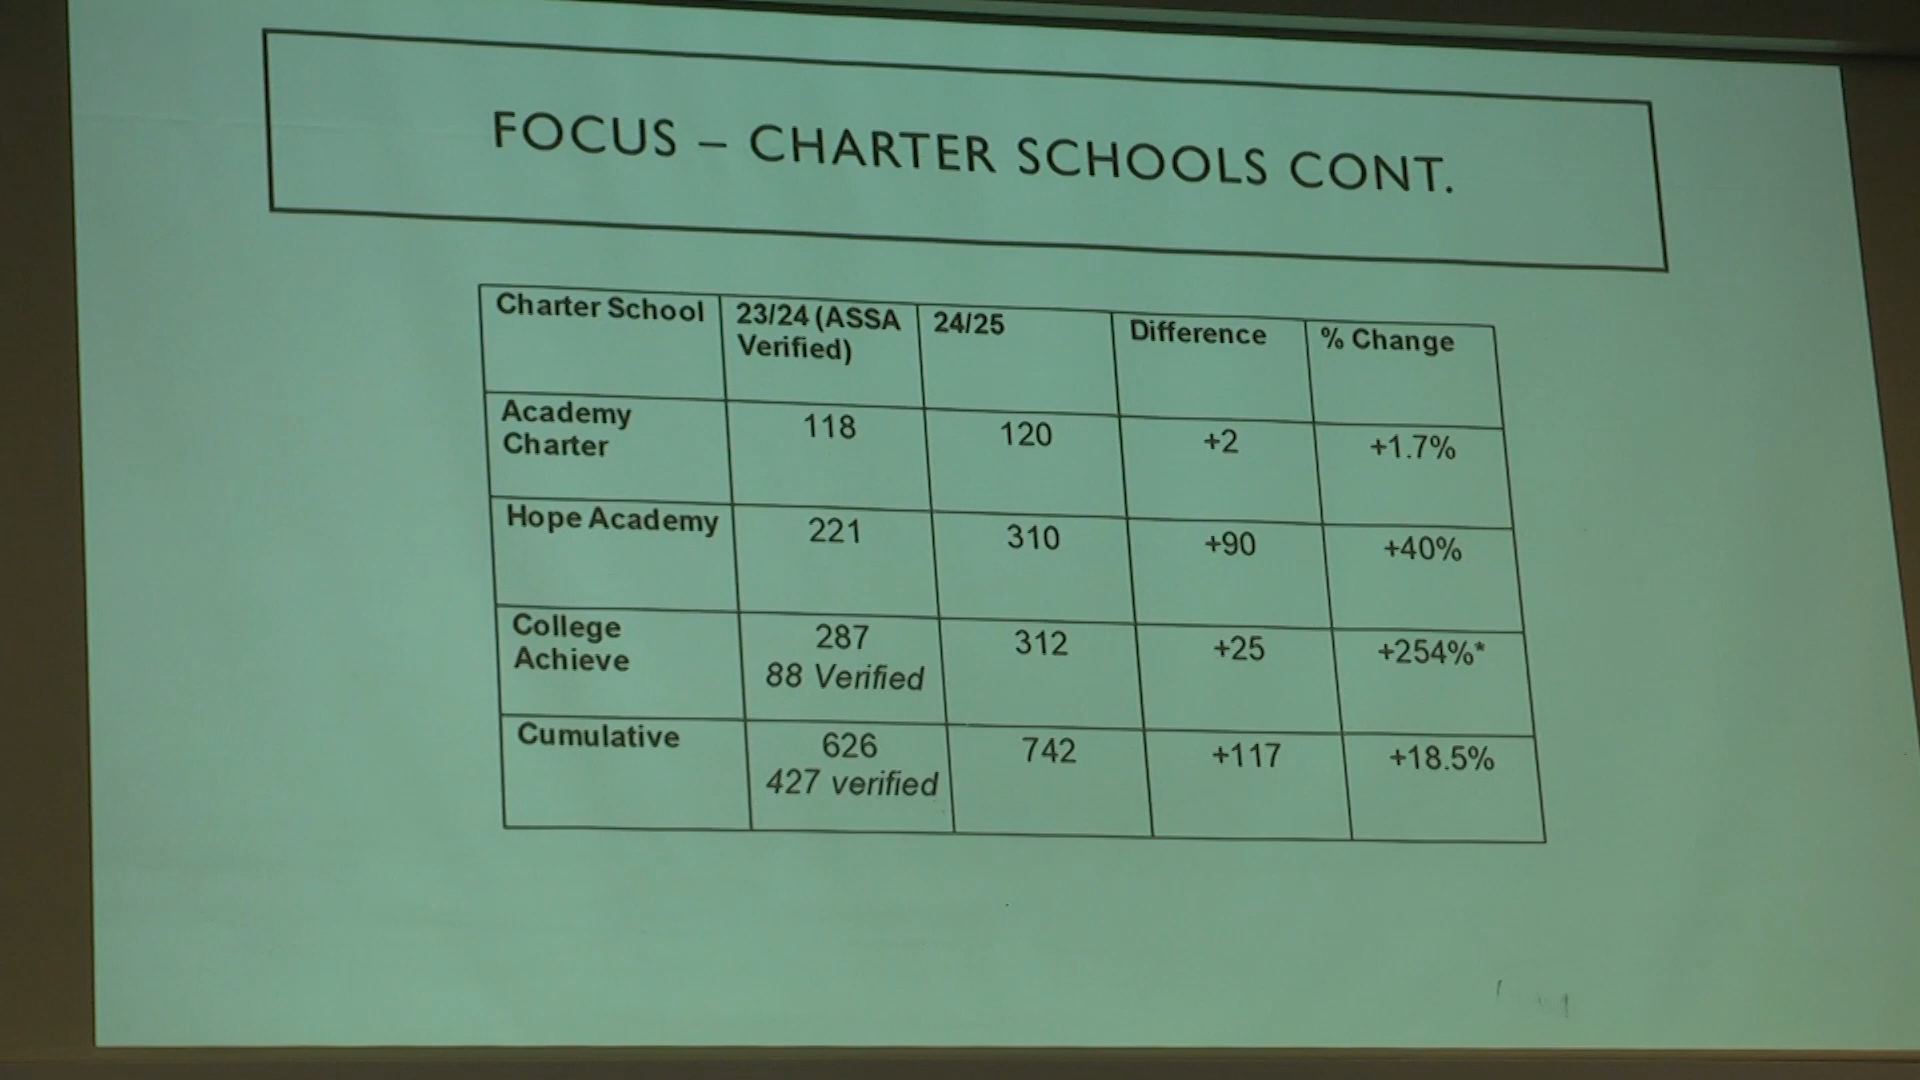 FOCUS – CHARTER SCHOOLS CONT.
Charter School
23/24 (ASSA
Verified)
24/25
Difference
% Change
Academy
Charter
118
120
+2
+1.7%
Hope Academy
221
310
+90
+40%
College
Achieve
287
88 Verified
312
+25
+254%*
Cumulative
626
427 verified
742
+117
+18.5%